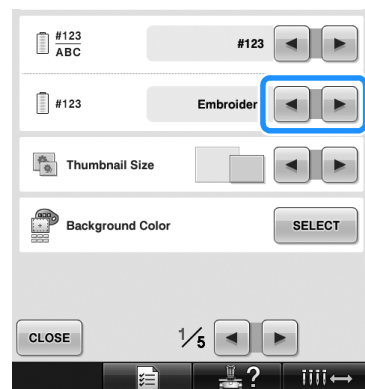 #123
ABC
#123
#123
Embroider
Thumbnail Size
Background Color
SELECT
CLOSE
1/5
?